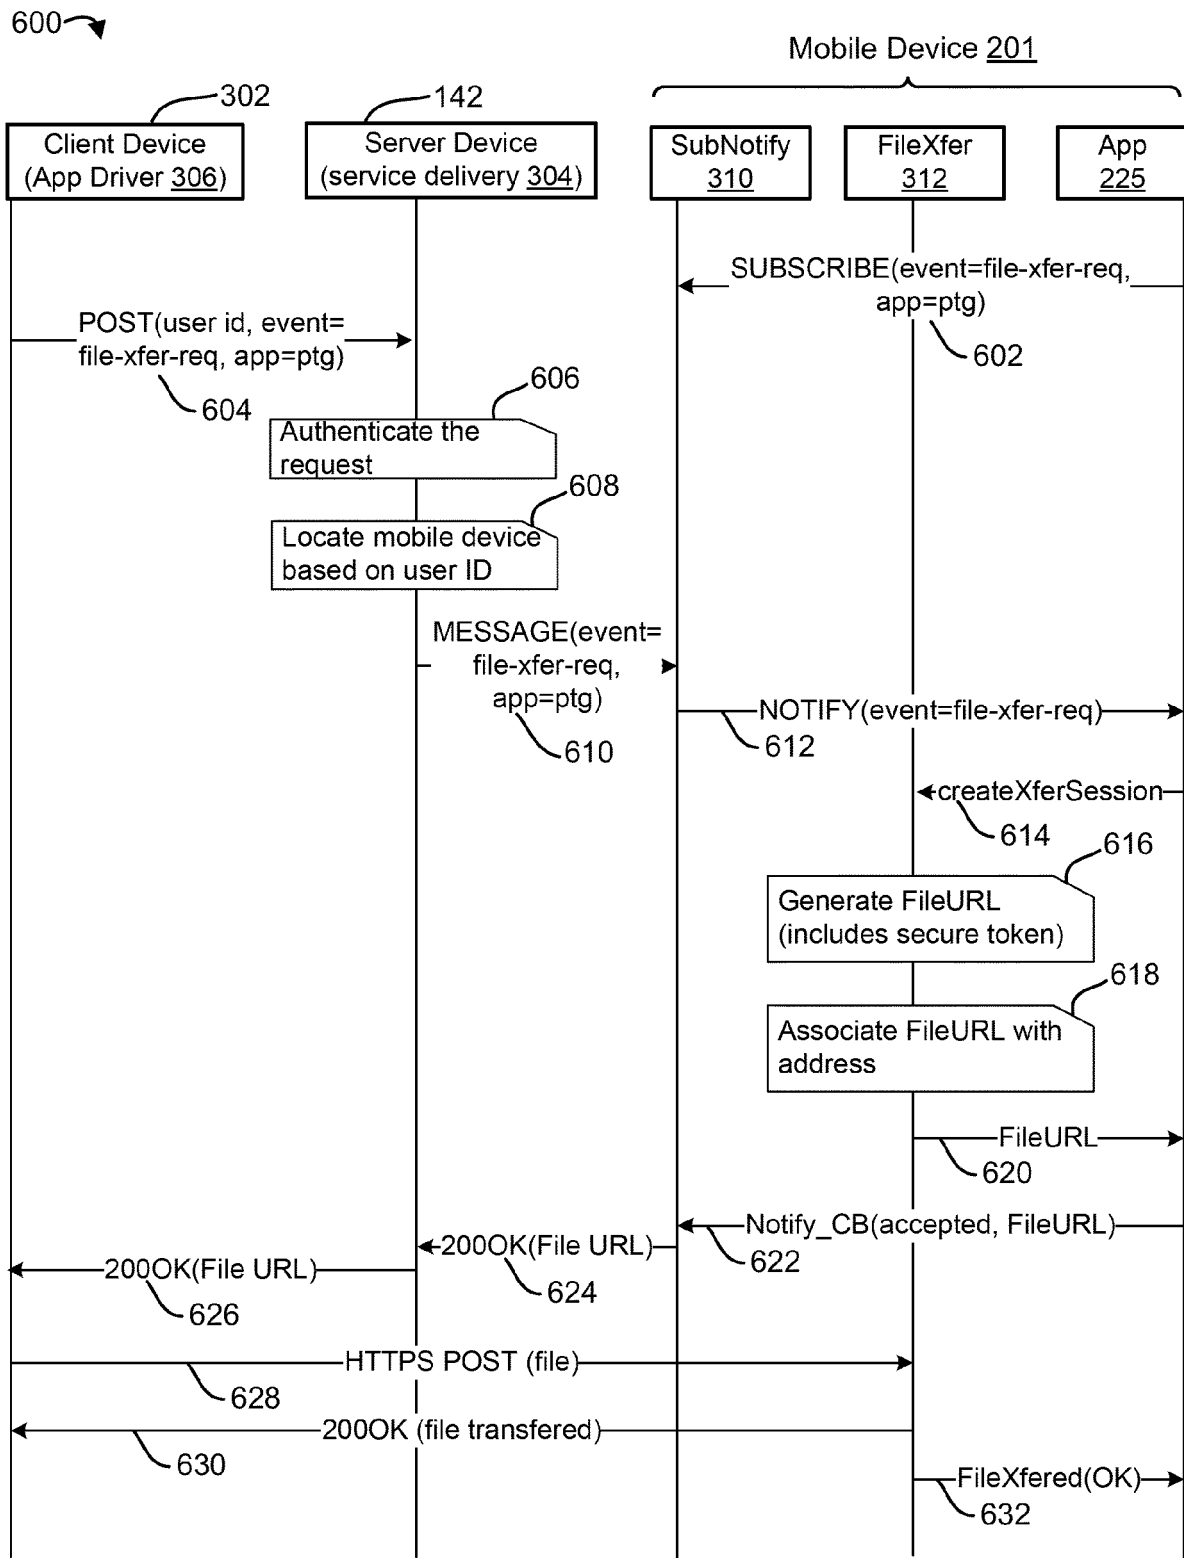 600
Mobile Device 201
302
142
Client Device
(App Driver 306)
Server Device
(service delivery 304)
SubNotify
310
FileXfer
312
App
225
SUBSCRIBE(event=file-xfer-req,
app=ptg)
602
POST(user id, event=
file-xfer-req, app=ptg)
604
606
Authenticate the
request
608
Locate mobile device
based on user ID
MESSAGE(event=
file-xfer-req,
app=ptg)
610
NOTIFY(event=file-xfer-req)
612
createXferSession
614
616
Generate FileURL
(includes secure token)
618
Associate FileURL with
address
FileURL
620
Notify_CB(accepted, FileURL)
622
200OK(File URL)
624
200OK(File URL)
626
HTTPS POST (file)
628
200OK (file transfered)
630
FileXfered(OK)
632